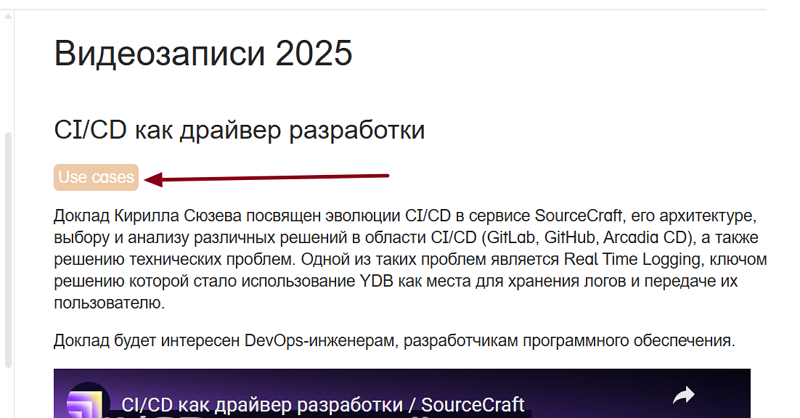 Видеозаписи 2025
CI/CD как драйвер разработки
Use cases
Доклад Кирилла Сюзева посвящен эволюции CI/CD в сервисе SourceCraft, его архитектуре,
выбору и анализу различных решений в области CI/CD (GitLab, GitHub, Arcadia CD), а также
решению технических проблем. Одной из таких проблем является Real Time Logging, ключом
решению которой стало использование YDB как места для хранения логов и передаче их
пользователю.
Доклад будет интересен DevOps-инженерам, разработчикам программного обеспечения.
CI/CD как драйвер разработки / SourceCraft